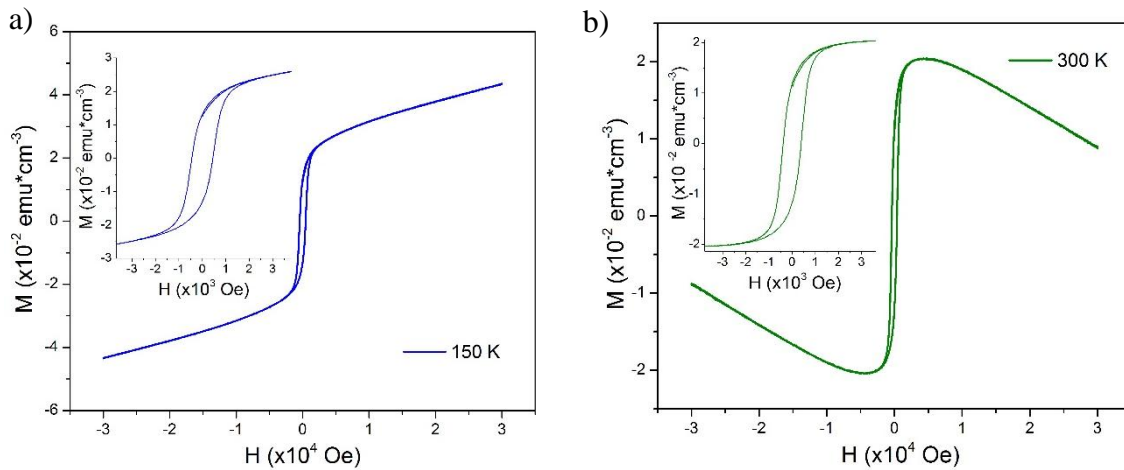 a)
6
4
2
0
-2
-4
-6
M (x10⁻² emu*cm⁻³)
-3 -2 -1 0 1 2 3
H (x10⁴ Oe)
150 K
3
2
1
0
-1
-2
-3
M (x10⁻² emu*cm⁻³)
-3 -2 -1 0 1 2 3
H (x10³ Oe)
b)
2
1
0
-1
-2
M (x10⁻² emu*cm⁻³)
-3 -2 -1 0 1 2 3
H (x10⁴ Oe)
300 K
2
1
0
-1
-2
M (x10⁻² emu*cm⁻³)
-3 -2 -1 0 1 2 3
H (x10³ Oe)